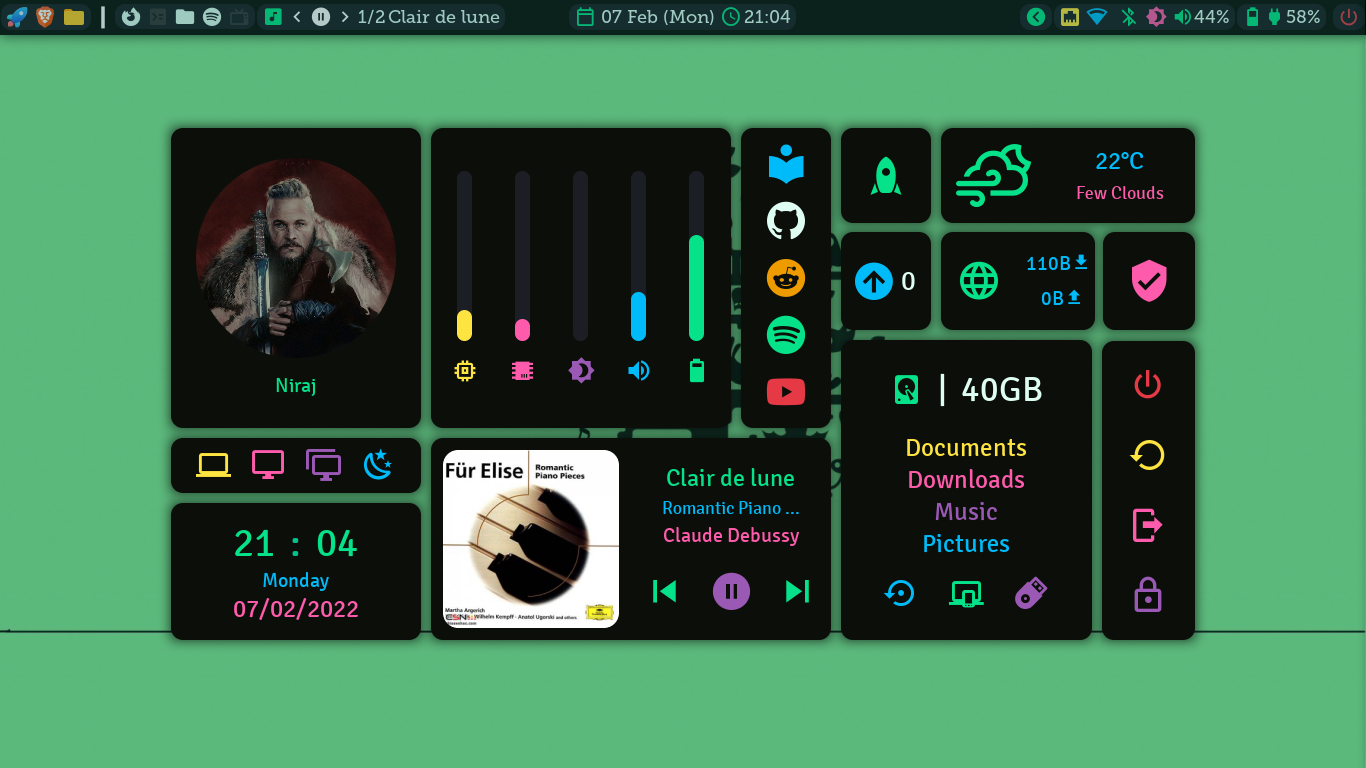 1/2 Clair de lune
07 Feb (Mon) 21:04
44%
58%
Niraj
21 : 04
Monday
07/02/2022
Für Elise
Romantic
Piano Pieces
Martha Argerich
Wilhelm Kempff · Anatol Ugorski and others
Clair de lune
Romantic Piano ...
Claude Debussy
22°C
Few Clouds
0
110B
0B
| 40GB
Documents
Downloads
Music
Pictures